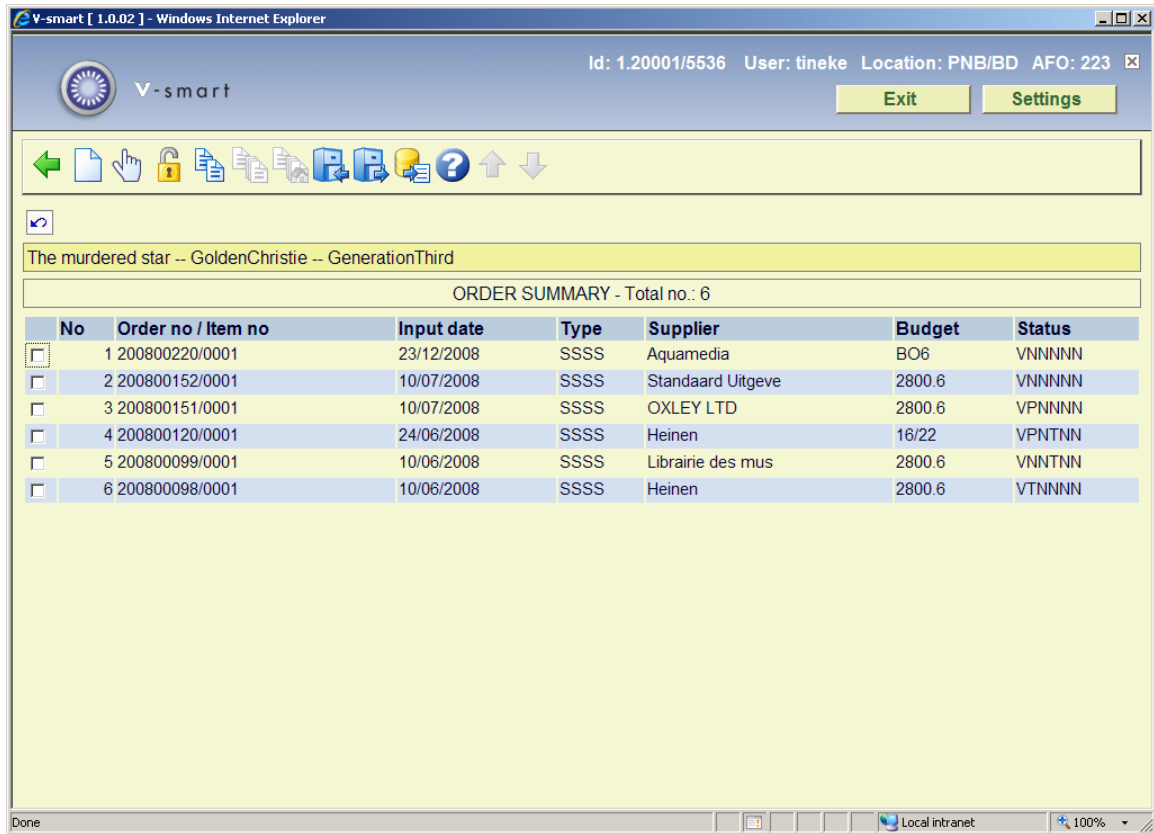 V-smart [ 1.0.02 ] - Windows Internet Explorer
Id: 1.20001/5536 User: tineke Location: PNB/BD AFO: 223
V-smart
Exit Settings
The murdered star -- GoldenChristie -- GenerationThird
ORDER SUMMARY - Total no.: 6
No Order no / Item no Input date Type Supplier Budget Status
1 200800220/0001 23/12/2008 SSSS Aquamedia BO6 VNNNNN
2 200800152/0001 10/07/2008 SSSS Standaard Uitgeve 2800.6 VNNNNN
3 200800151/0001 10/07/2008 SSSS OXLEY LTD 2800.6 VPNNNN
4 200800120/0001 24/06/2008 SSSS Heinen 16/22 VPNTNN
5 200800099/0001 10/06/2008 SSSS Librairie des mus 2800.6 VNNTNN
6 200800098/0001 10/06/2008 SSSS Heinen 2800.6 VTNNNN
Done Local intranet 100%